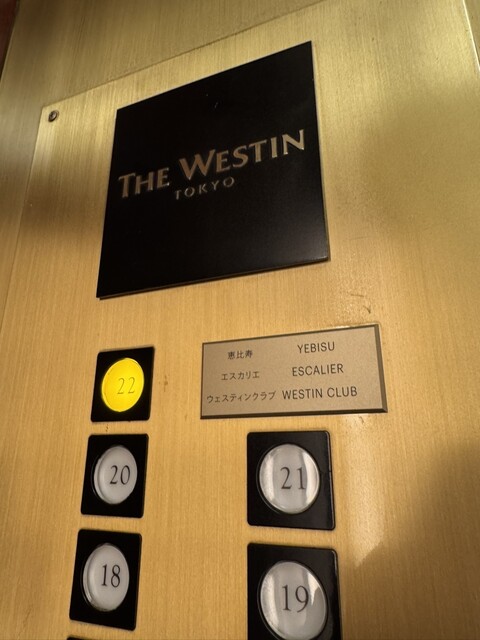 THE WESTIN
TOKYO
恵比寿 YEBISU
エスカリエ ESCALIER
ウェスティンクラブ WESTIN CLUB
22
20 21
18 19